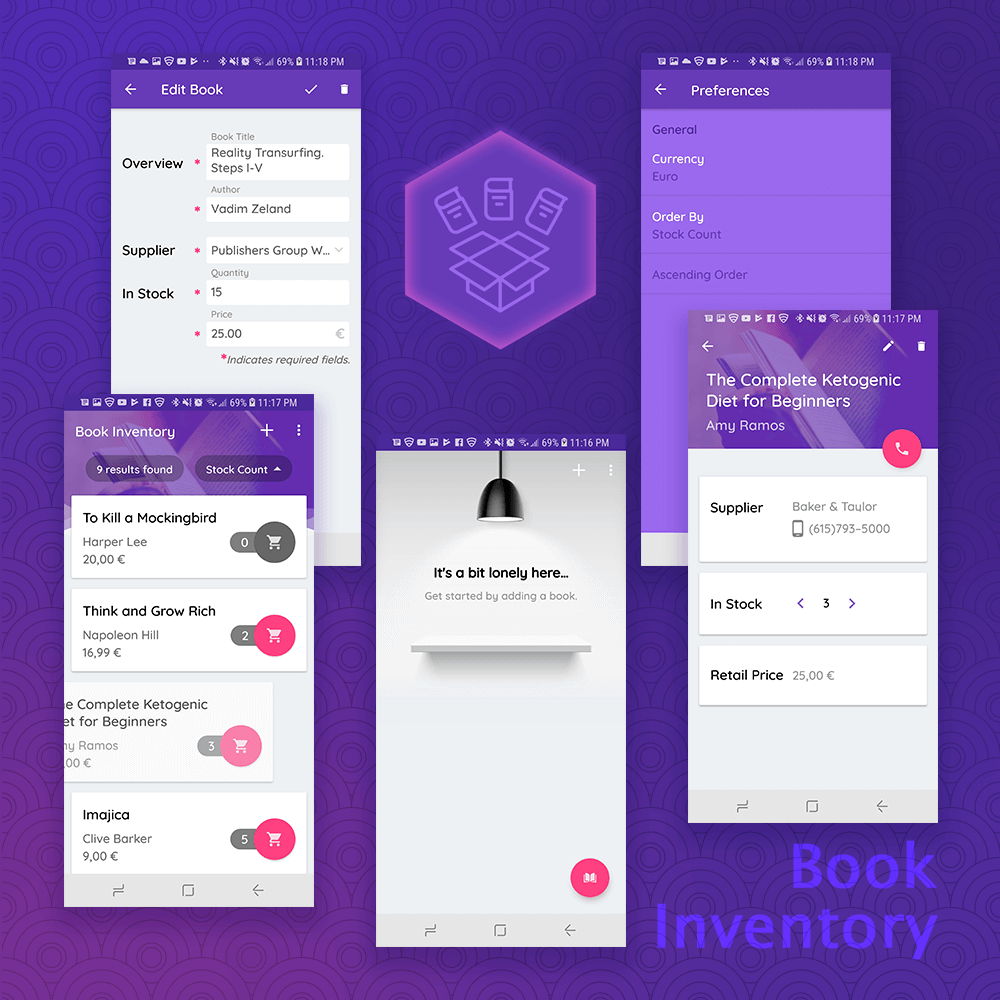 69% 11:18 PM
Edit Book
Book Title
Overview * Reality Transurfing.
Steps I-V
Author
* Vadim Zeland
Supplier * Publishers Group W...
Quantity
In Stock * 15
Price
* 25.00 €
*Indicates required fields.
69% 11:18 PM
Preferences
General
Currency
Euro
Order By
Stock Count
Ascending Order
69% 11:17 PM
The Complete Ketogenic
Diet for Beginners
Amy Ramos
Supplier Baker & Taylor
(615)793-5000
In Stock 3
Retail Price 25,00 €
69% 11:17 PM
Book Inventory
9 results found Stock Count
To Kill a Mockingbird
Harper Lee
20,00 €
0
Think and Grow Rich
Napoleon Hill
16,99 €
2
he Complete Ketogenic
et for Beginners
y Ramos
,00 €
3
Imajica
Clive Barker
9,00 €
5
69% 11:16 PM
It's a bit lonely here...
Get started by adding a book.
Book
Inventory